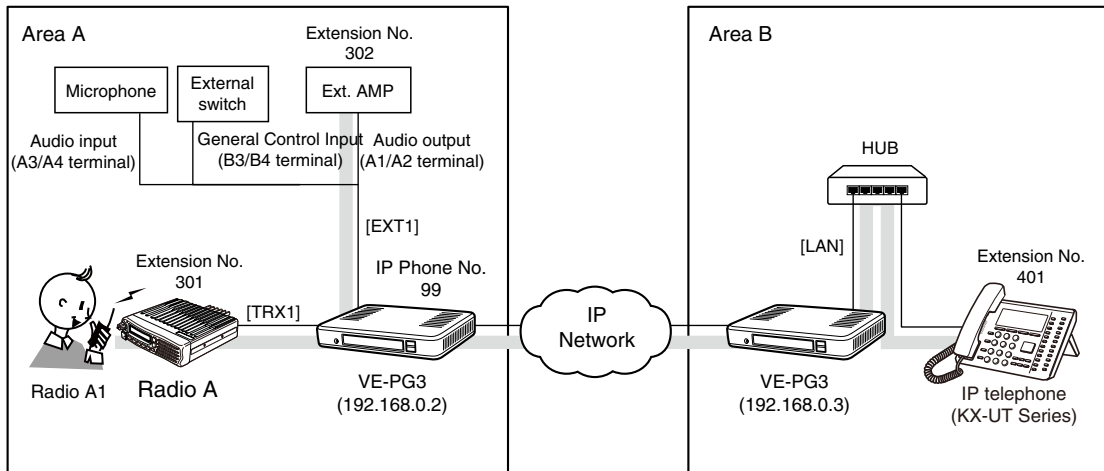 Area A
Extension No.
302
Microphone
External
switch
Ext. AMP
Audio input
(A3/A4 terminal)
General Control Input
(B3/B4 terminal)
Audio output
(A1/A2 terminal)
[EXT1]
Extension No.
301
IP Phone No.
99
[TRX1]
Radio A1
Radio A
VE-PG3
(192.168.0.2)
IP
Network
Area B
HUB
[LAN]
Extension No.
401
VE-PG3
(192.168.0.3)
IP telephone
(KX-UT Series)